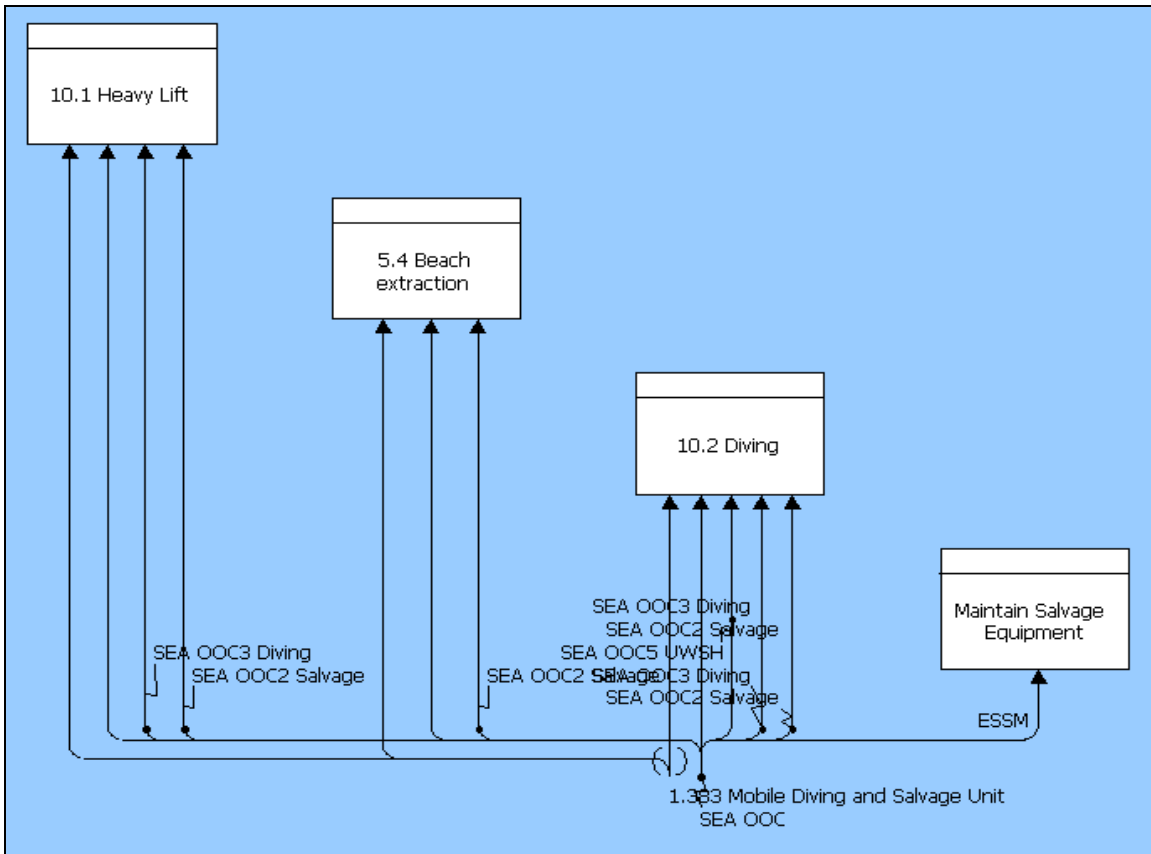 10.1 Heavy Lift
5.4 Beach
extraction
10.2 Diving
Maintain Salvage
Equipment
SEA OOC3 Diving
SEA OOC2 Salvage
SEA OOC5 UWSH
SEA OOC3 Diving
SEA OOC2 Salvage
SEA OOC3 Diving
SEA OOC2 Salvage
SEA OOC2 Salvage
ESSM
1.383 Mobile Diving and Salvage Unit
SEA OOC